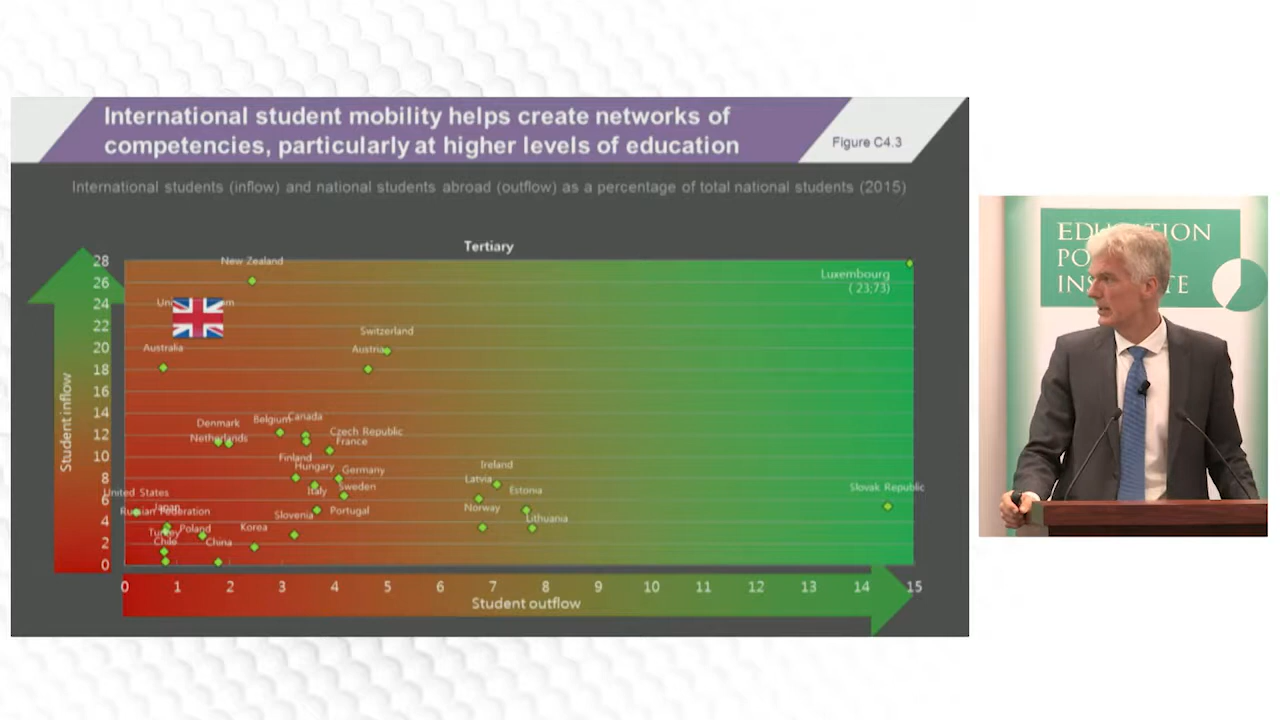 International student mobility helps create networks of
competencies, particularly at higher levels of education
Figure C4.3
International students (inflow) and national students abroad (outflow) as a percentage of total national students (2015)
Tertiary
Student inflow
28
26
24
22
20
18
16
14
12
10
8
6
4
2
0
New Zealand
Luxembourg
( 23;73)
Switzerland
Australia
Austria
Belgium
Canada
Denmark
Czech Republic
Netherlands
France
Finland
Ireland
Hungary
Germany
Latvia
Sweden
Slovak Republic
United States
Italy
Estonia
Japan
Norway
Russian Federation
Slovenia
Portugal
Lithuania
Turkey
Poland
Korea
Chile
China
0 1 2 3 4 5 6 7 8 9 10 11 12 13 14 15
Student outflow